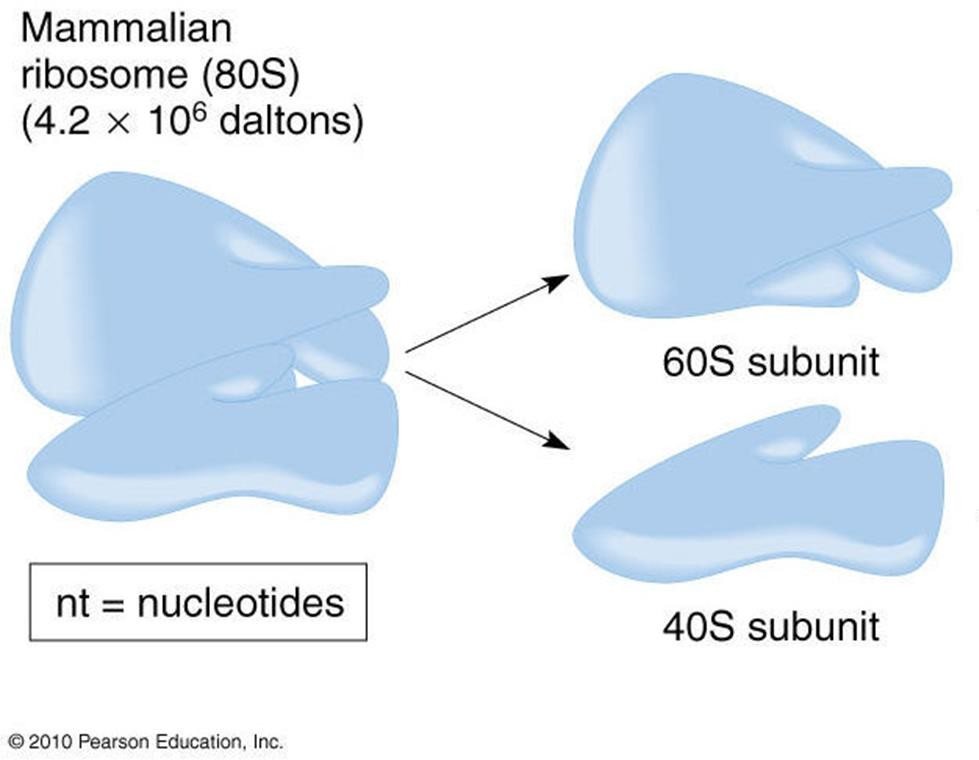 Mammalian
ribosome (80S)
(4.2 × 10⁶ daltons)
60S subunit
40S subunit
nt = nucleotides
© 2010 Pearson Education, Inc.